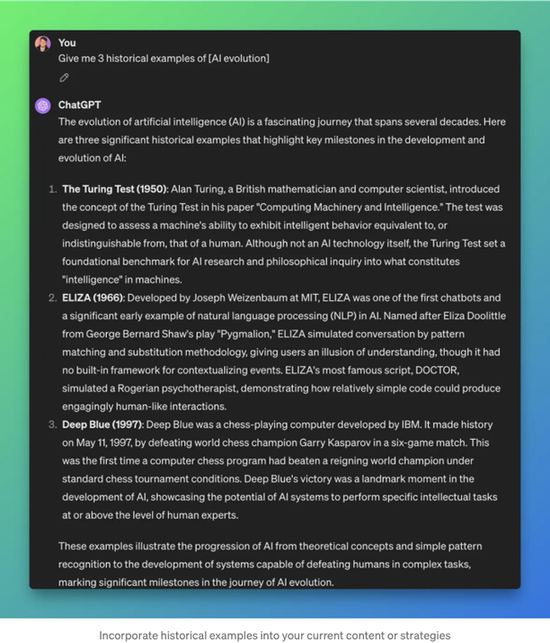 You
Give me 3 historical examples of [AI evolution]
ChatGPT
The evolution of artificial intelligence (AI) is a fascinating journey that spans several decades. Here
are three significant historical examples that highlight key milestones in the development and
evolution of AI:
1. The Turing Test (1950): Alan Turing, a British mathematician and computer scientist, introduced
the concept of the Turing Test in his paper "Computing Machinery and Intelligence." The test was
designed to assess a machine's ability to exhibit intelligent behavior equivalent to, or
indistinguishable from, that of a human. Although not an AI technology itself, the Turing Test set a
foundational benchmark for AI research and philosophical inquiry into what constitutes
"intelligence" in machines.
2. ELIZA (1966): Developed by Joseph Weizenbaum at MIT, ELIZA was one of the first chatbots and
a significant early example of natural language processing (NLP) in AI. Named after Eliza Doolittle
from George Bernard Shaw's play "Pygmalion," ELIZA simulated conversation by pattern
matching and substitution methodology, giving users an illusion of understanding, though it had
no built-in framework for contextualizing events. ELIZA's most famous script, DOCTOR,
simulated a Rogerian psychotherapist, demonstrating how relatively simple code could produce
engagingly human-like interactions.
3. Deep Blue (1997): Deep Blue was a chess-playing computer developed by IBM. It made history
on May 11, 1997, by defeating world chess champion Garry Kasparov in a six-game match. This
was the first time a computer chess program had beaten a reigning world champion under
standard chess tournament conditions. Deep Blue's victory was a landmark moment in the
development of AI, showcasing the potential of AI systems to perform specific intellectual tasks
at or above the level of human experts.
These examples illustrate the progression of AI from theoretical concepts and simple pattern
recognition to the development of systems capable of defeating humans in complex tasks,
marking significant milestones in the journey of AI evolution.
Incorporate historical examples into your current content or strategies